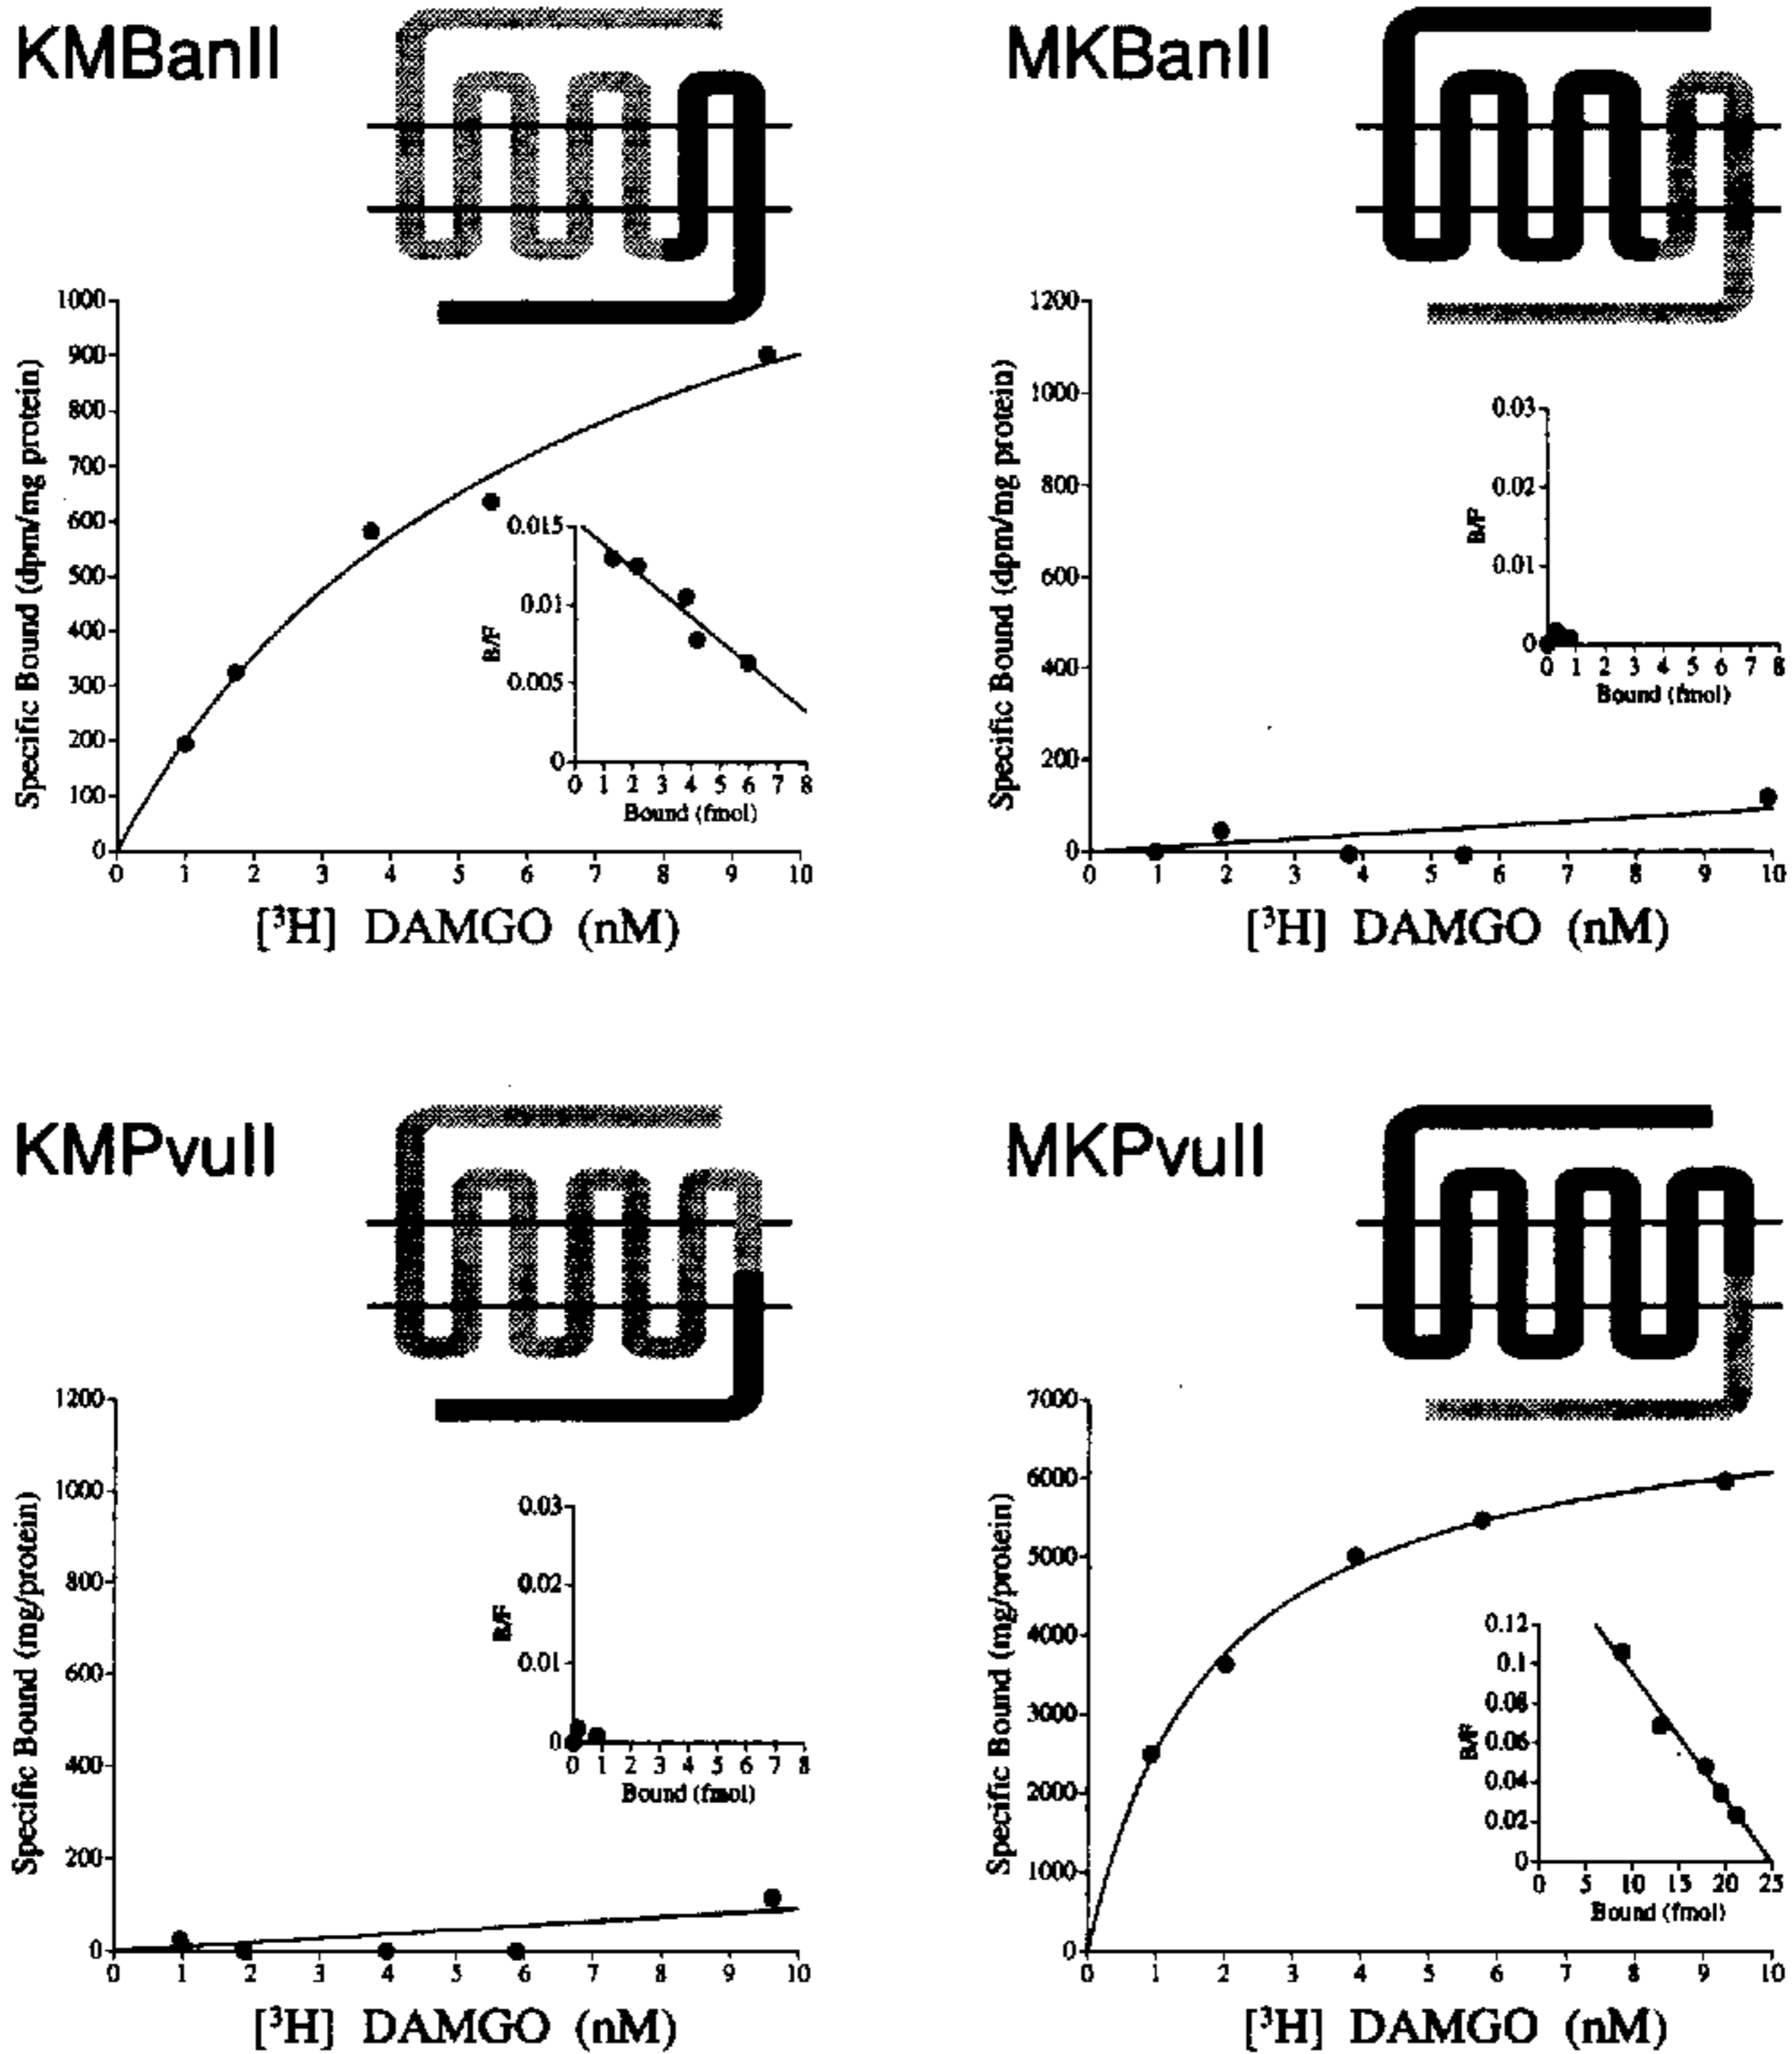 KMBanII
1000
900
800
700
600
500
400
300
200
100
0
Specific Bound (dpm/mg protein)
0 1 2 3 4 5 6 7 8 9 10
[³H] DAMGO (nM)
0.015
0.01
0.005
0
B/F
0 1 2 3 4 5 6 7 8
Bound (fmol)
MKBanII
1200
1000
800
600
400
200
0
Specific Bound (dpm/mg protein)
0 1 2 3 4 5 6 7 8 9 10
[³H] DAMGO (nM)
0.03
0.02
0.01
0
B/F
0 1 2 3 4 5 6 7 8
Bound (fmol)
KMPvuII
1200
1000
800
600
400
200
0
Specific Bound (mg/protein)
0 1 2 3 4 5 6 7 8 9 10
[³H] DAMGO (nM)
0.03
0.02
0.01
0
B/F
0 1 2 3 4 5 6 7 8
Bound (fmol)
MKPvuII
7000
6000
5000
4000
3000
2000
1000
0
Specific Bound (mg/protein)
0 1 2 3 4 5 6 7 8 9 10
[³H] DAMGO (nM)
0.12
0.1
0.08
0.06
0.04
0.02
0
B/F
0 5 10 15 20 25
Bound (fmol)